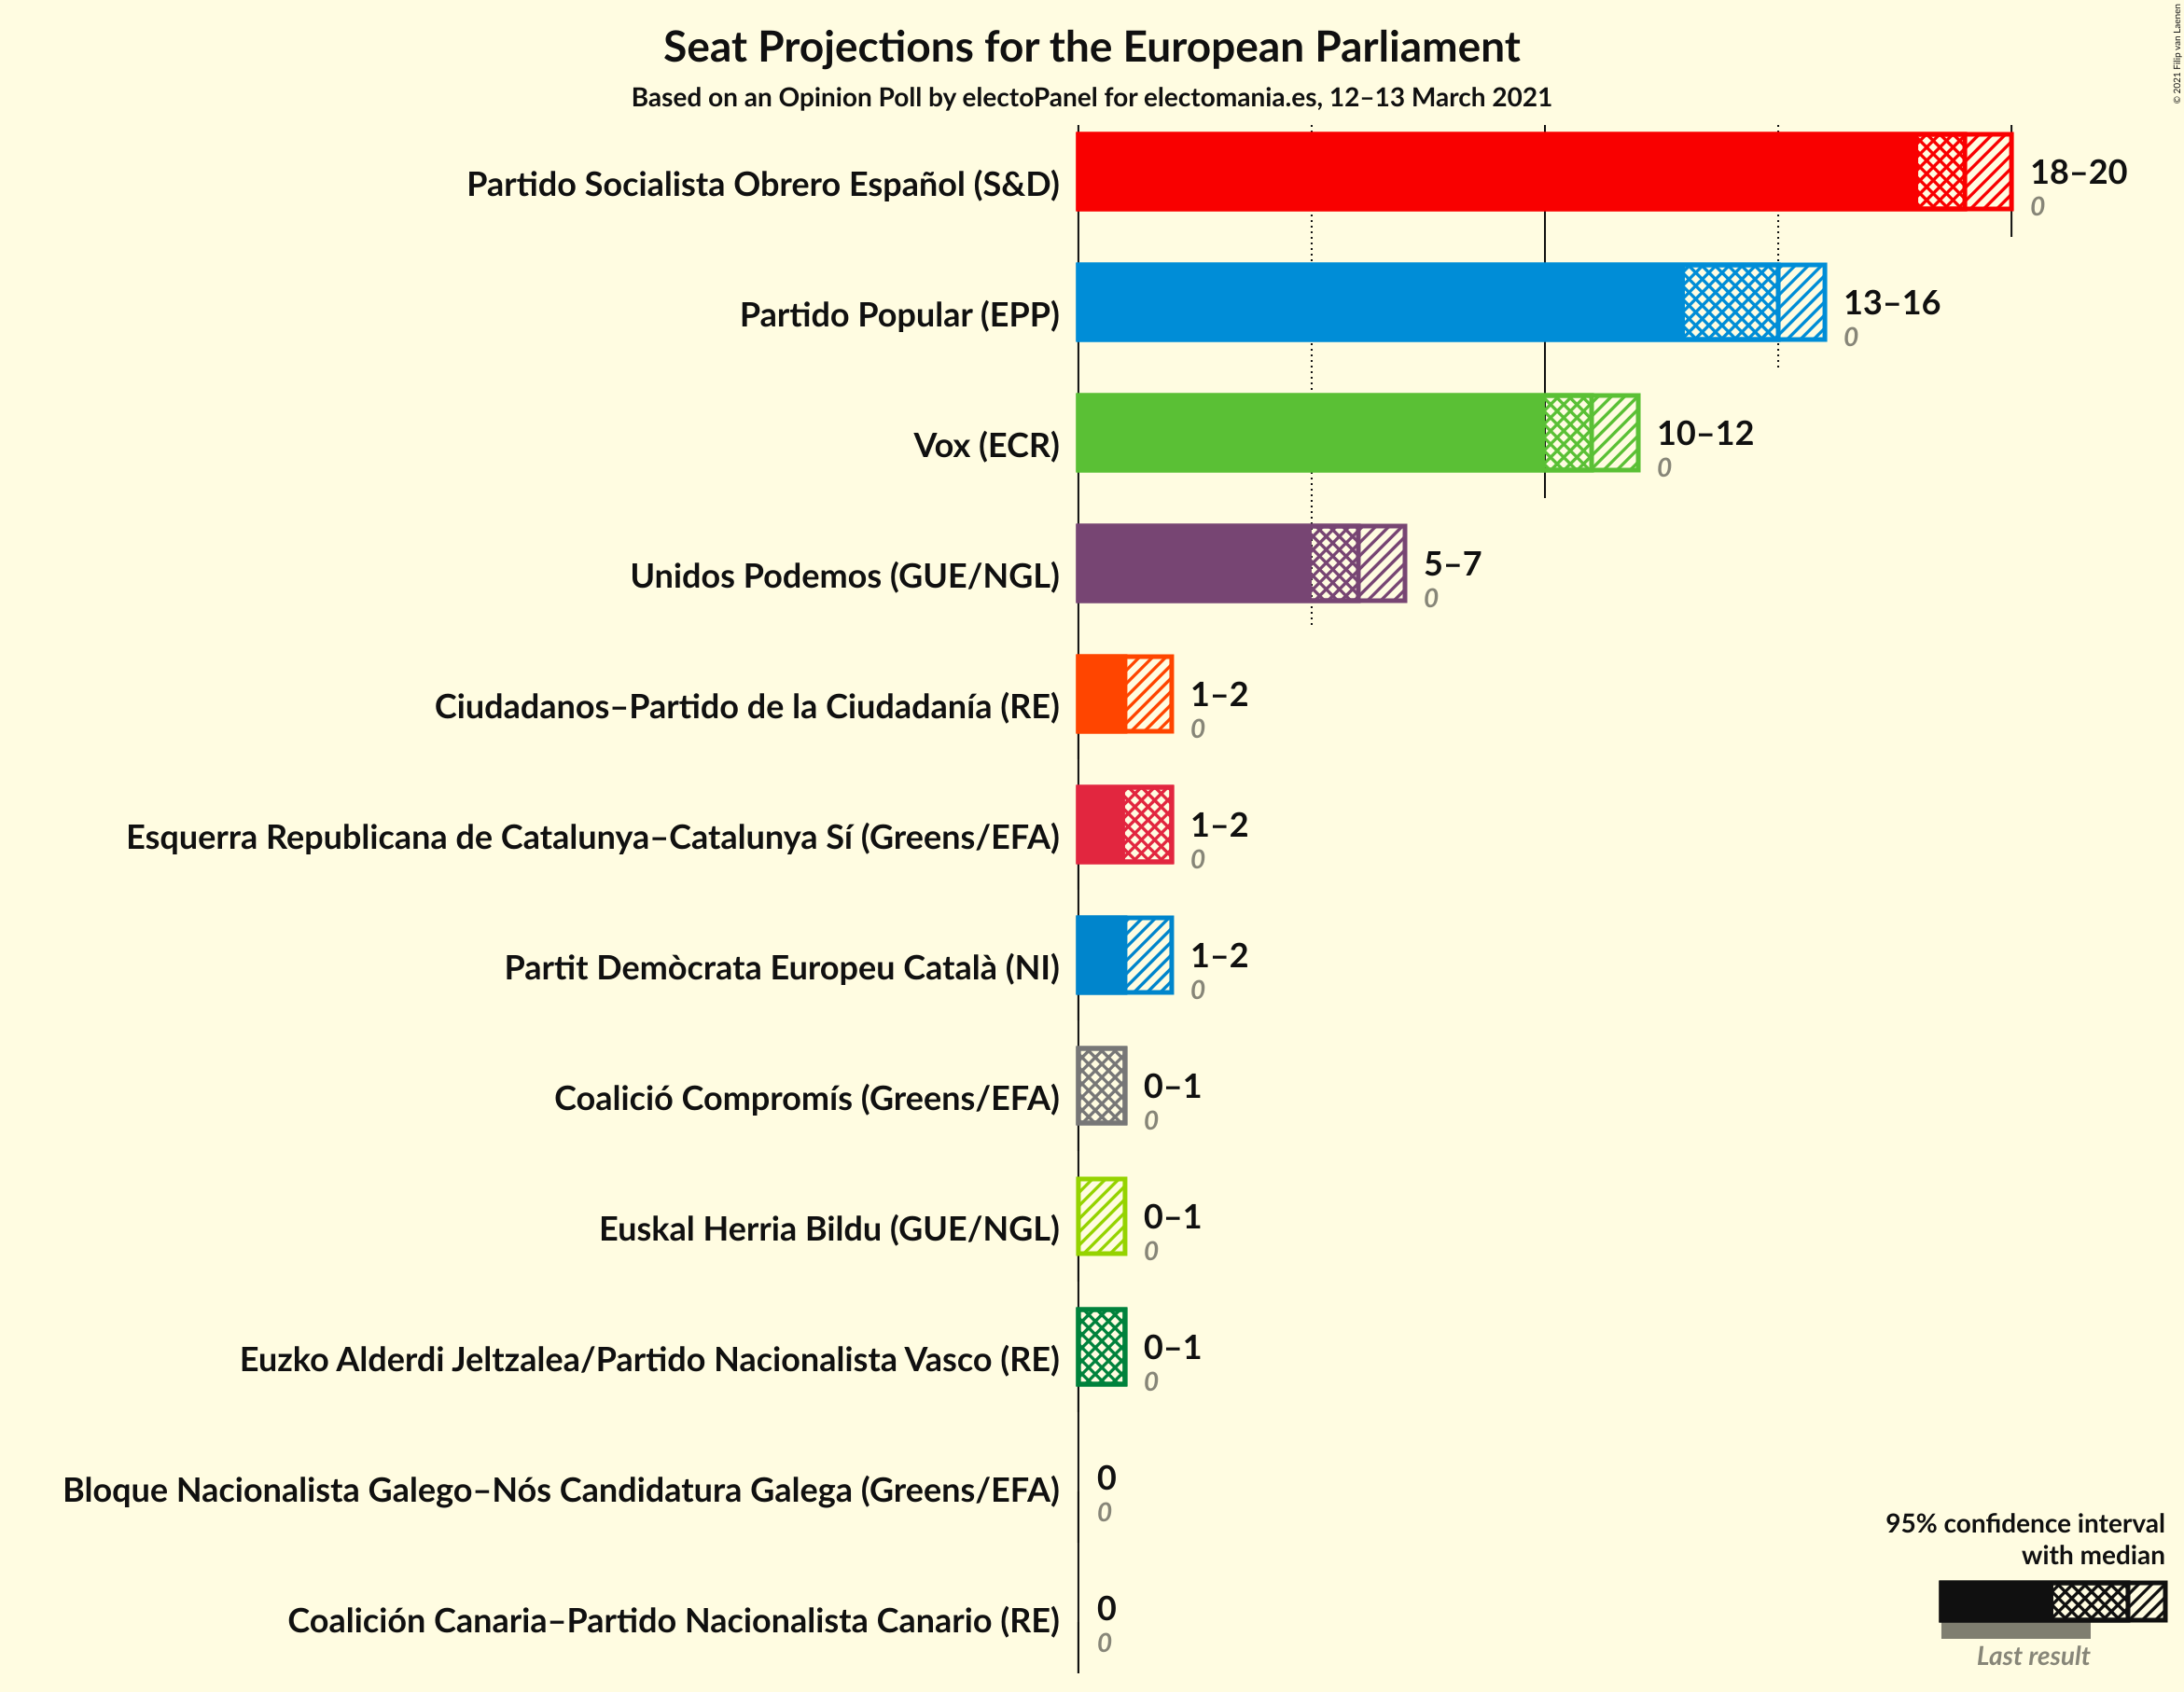 Seat Projections for the European Parliament
Based on an Opinion Poll by electoPanel for electomania.es, 12–13 March 2021
© 2021 Filip van Laenen
Partido Socialista Obrero Español (S&D)
18–20
0
Partido Popular (EPP)
13–16
0
Vox (ECR)
10–12
0
Unidos Podemos (GUE/NGL)
5–7
0
Ciudadanos–Partido de la Ciudadanía (RE)
1–2
0
Esquerra Republicana de Catalunya–Catalunya Sí (Greens/EFA)
1–2
0
Partit Demòcrata Europeu Català (NI)
1–2
0
Coalició Compromís (Greens/EFA)
0–1
0
Euskal Herria Bildu (GUE/NGL)
0–1
0
Euzko Alderdi Jeltzalea/Partido Nacionalista Vasco (RE)
0–1
0
Bloque Nacionalista Galego–Nós Candidatura Galega (Greens/EFA)
0
0
Coalición Canaria–Partido Nacionalista Canario (RE)
0
0
95% confidence interval
with median
Last result